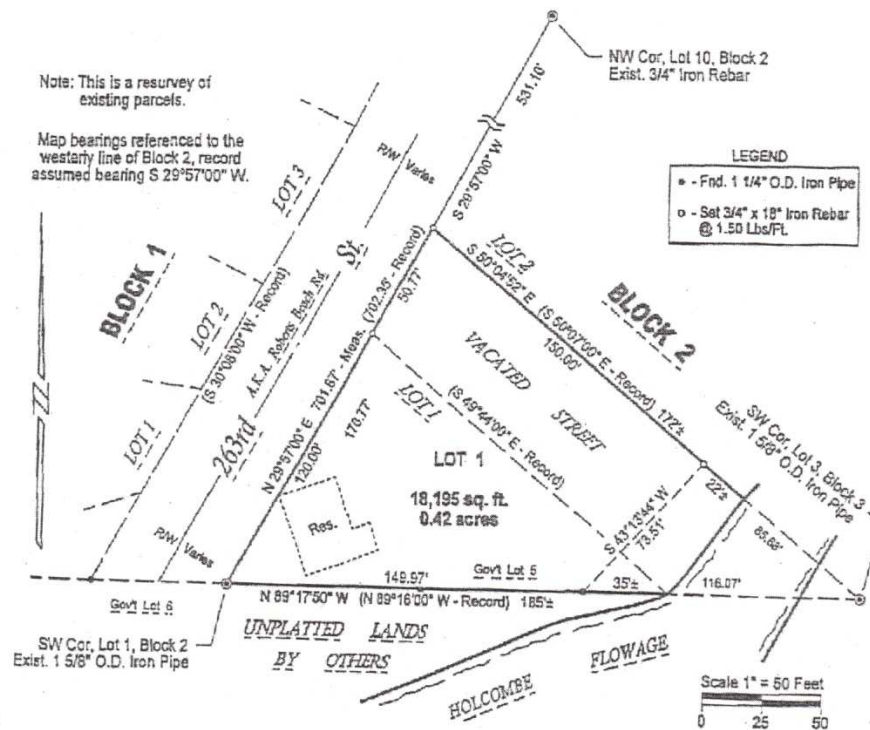 NW Cor, Lot 10, Block 2
Exist. 3/4" Iron Rebar
Note: This is a resurvey of
existing parcels.
Map bearings referenced to the
westerly line of Block 2, record
assumed bearing S 29°57'00" W.
531.10'
S 29°57'00" W
LEGEND
- Fnd. 1 1/4" O.D. Iron Pipe
- Set 3/4" x 18" Iron Rebar
@ 1.50 Lbs/Ft.
R/W Varies
BLOCK 1
LOT 3
LOT 2
LOT 1
(S 30°08'00" W - Record)
263rd St.
A.K.A. Roberts Beach Rd.
R/W Varies
N 29°57'00" E 701.87' - Meas. (702.35' - Record)
50.77'
120.00'
170.77'
LOT 2
S 50°04'52" E (S 50°07'00" E - Record)
150.00'
172'±
BLOCK 2
VACATED STREET
LOT 1
(S 49°44'00" E - Record)
LOT 1
18,195 sq. ft.
0.42 acres
Res.
S 43°13'44" W
73.51'
22'±
SW Cor, Lot 3, Block 3
Exist. 1 5/8" O.D. Iron Pipe
85.68'
149.97'
Gov't Lot 5
35'±
116.07'
N 89°17'50" W (N 89°16'00" W - Record) 185'±
Gov't Lot 6
SW Cor, Lot 1, Block 2
Exist. 1 5/8" O.D. Iron Pipe
UNPLATTED LANDS
BY OTHERS
HOLCOMBE FLOWAGE
Scale 1" = 50 Feet
0 25 50